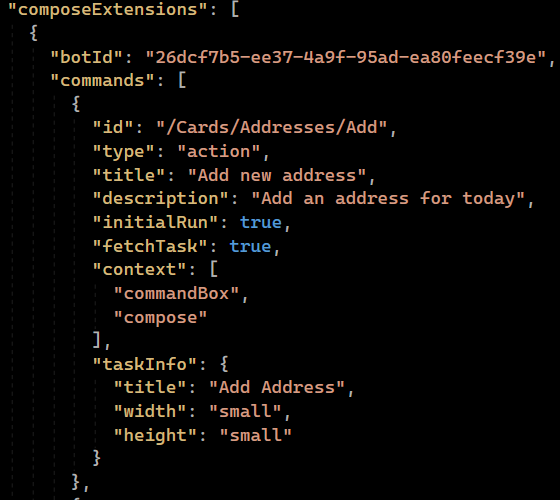 "composeExtensions": [
{
"botId": "26dcf7b5-ee37-4a9f-95ad-ea80feecf39e",
"commands": [
{
"id": "/Cards/Addresses/Add",
"type": "action",
"title": "Add new address",
"description": "Add an address for today",
"initialRun": true,
"fetchTask": true,
"context": [
"commandBox",
"compose"
],
"taskInfo": {
"title": "Add Address",
"width": "small",
"height": "small"
}
},